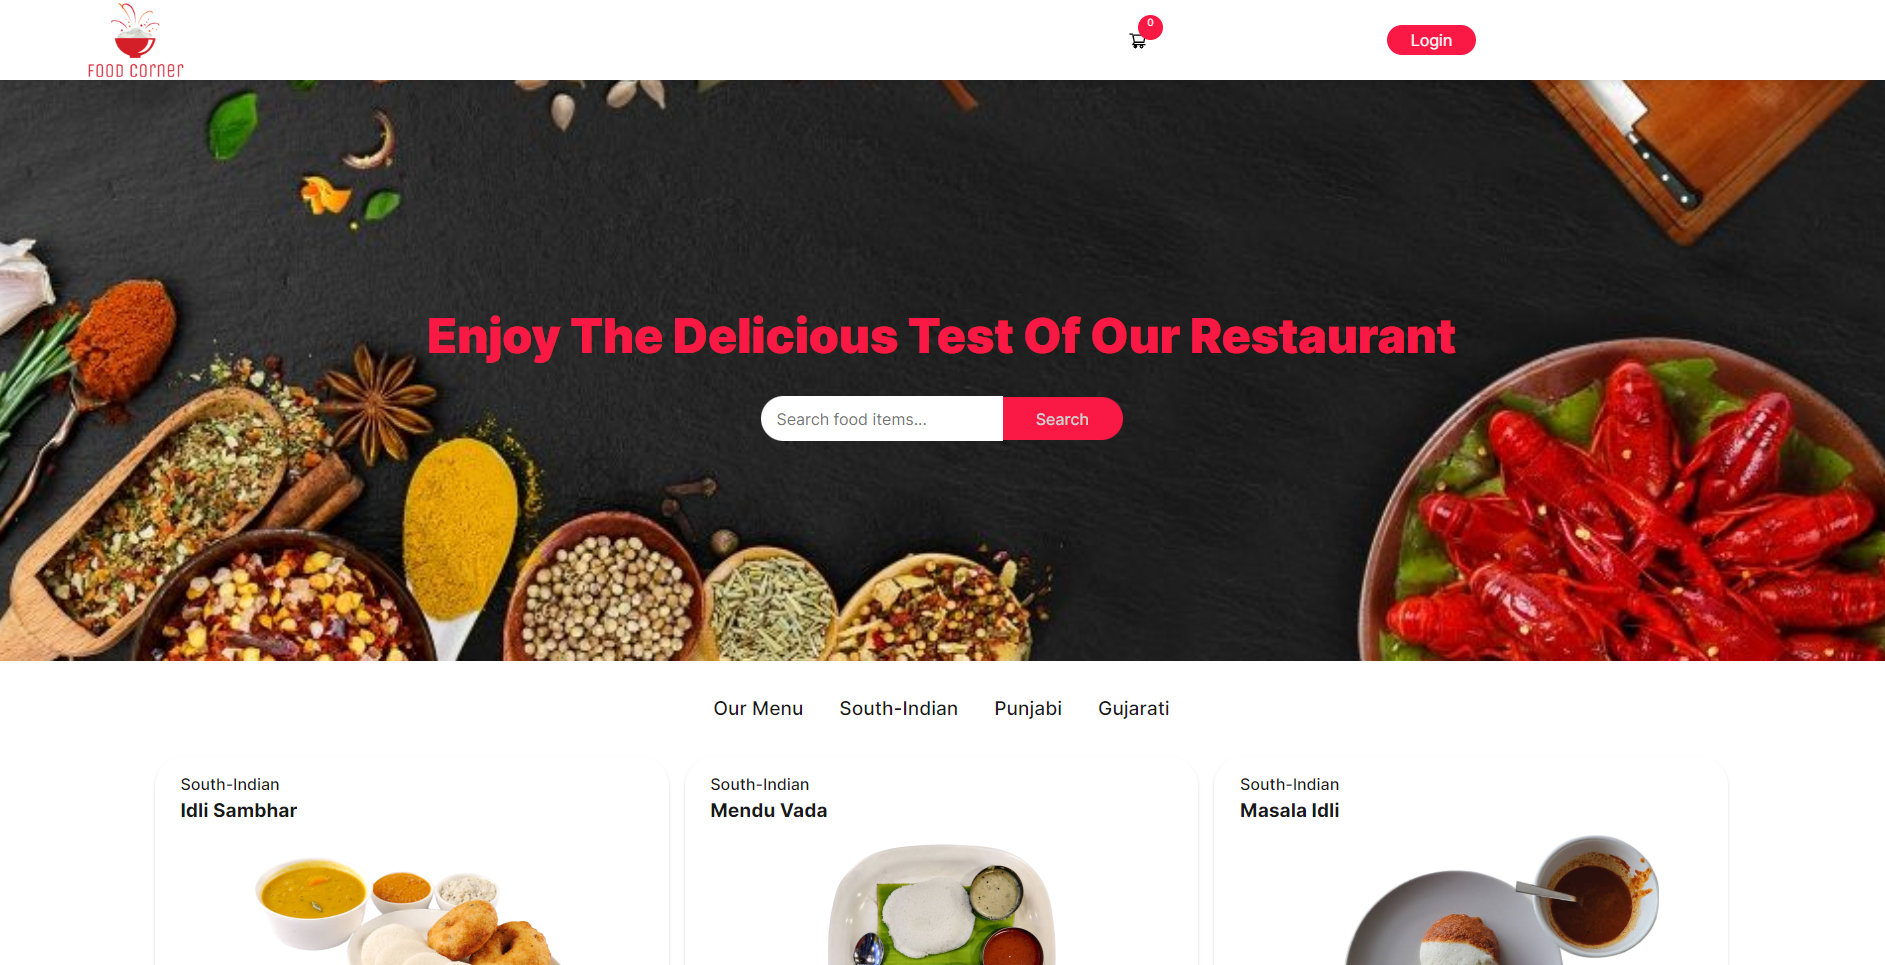 FOOD CORNER
0
Login
Enjoy The Delicious Test Of Our Restaurant
Search food items...
Search
Our Menu South-Indian Punjabi Gujarati
South-Indian
Idli Sambhar
South-Indian
Mendu Vada
South-Indian
Masala Idli